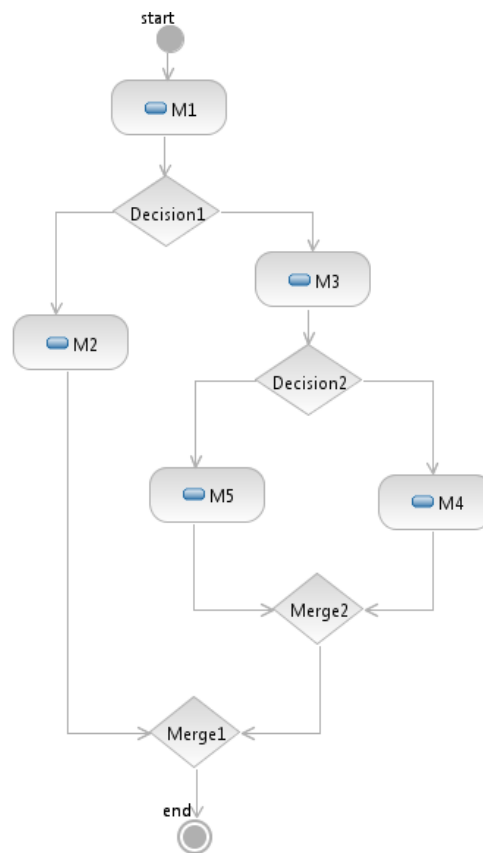 start
M1
Decision1
M3
M2
Decision2
M5
M4
Merge2
Merge1
end